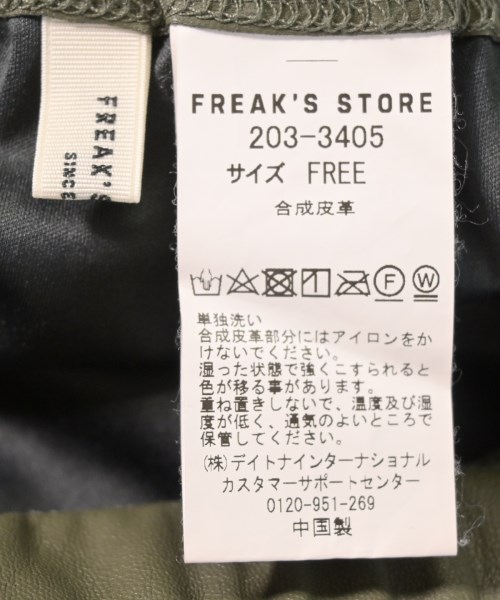 FREAK'S
SINCE
FREAK'S STORE
203-3405
サイズ FREE
合成皮革
F
W
単独洗い
合成皮革部分にはアイロンをか
けないでください。
湿った状態で強くこすられると
色が移る事があります。
重ね置きしないで、温度及び湿
度が低く、通気のよいところで
保管してください。
(株)デイトナインターナショナル
カスタマーサポートセンター
0120-951-269
中国製